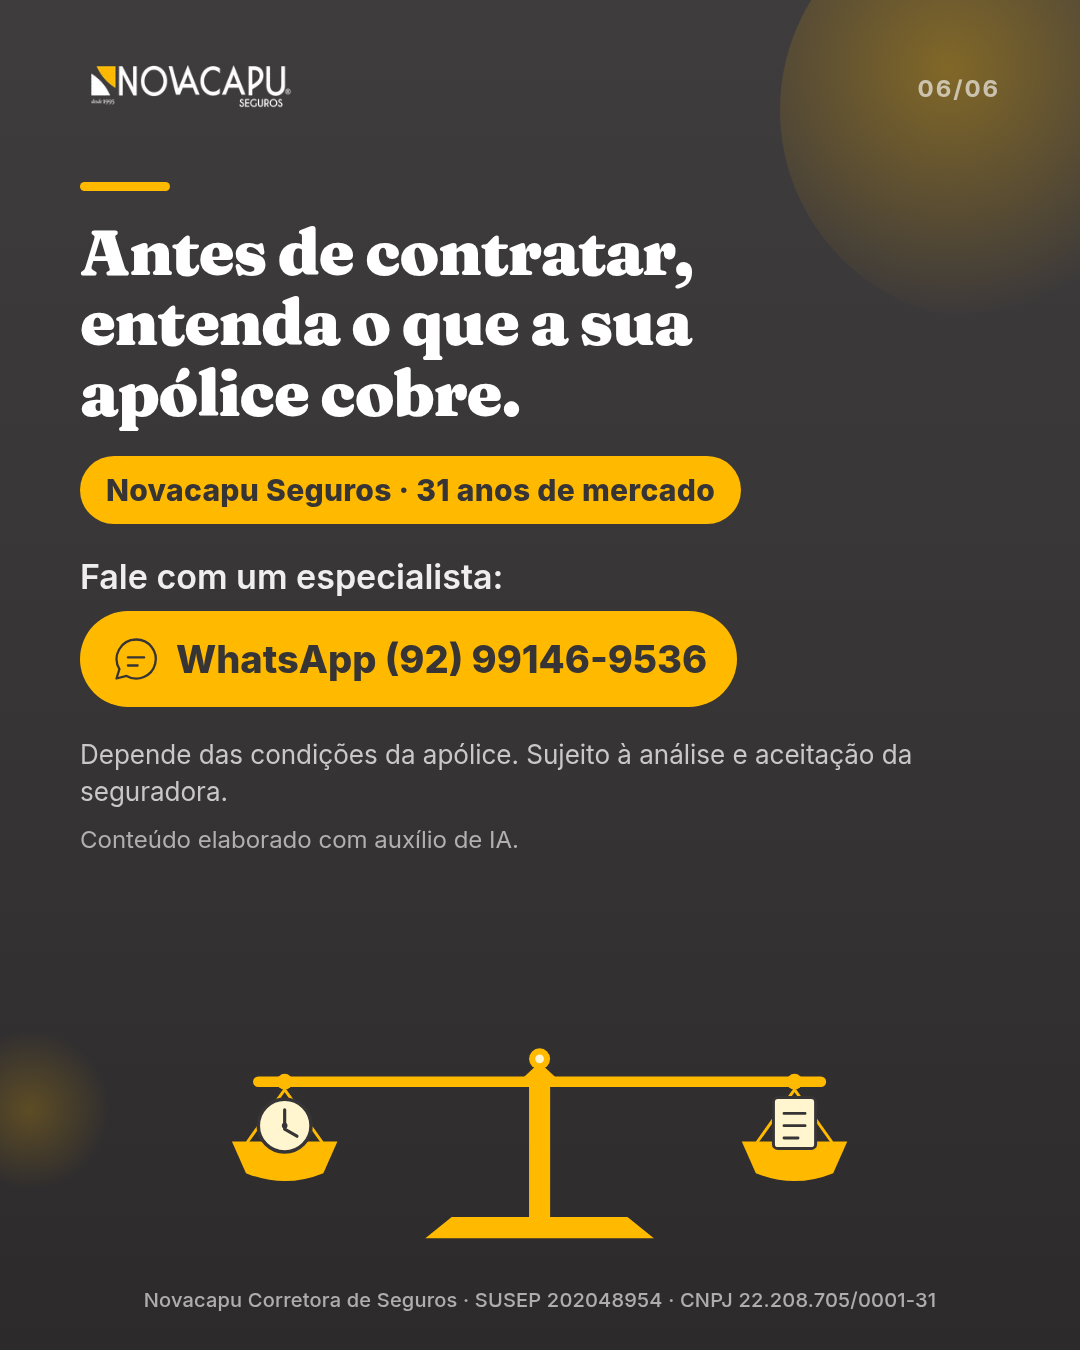 NOVACAPU®
desde 1995
SEGUROS
06/06
Antes de contratar,
entenda o que a sua
apólice cobre.
Novacapu Seguros · 31 anos de mercado
Fale com um especialista:
WhatsApp (92) 99146-9536
Depende das condições da apólice. Sujeito à análise e aceitação da
seguradora.
Conteúdo elaborado com auxílio de IA.
Novacapu Corretora de Seguros · SUSEP 202048954 · CNPJ 22.208.705/0001-31